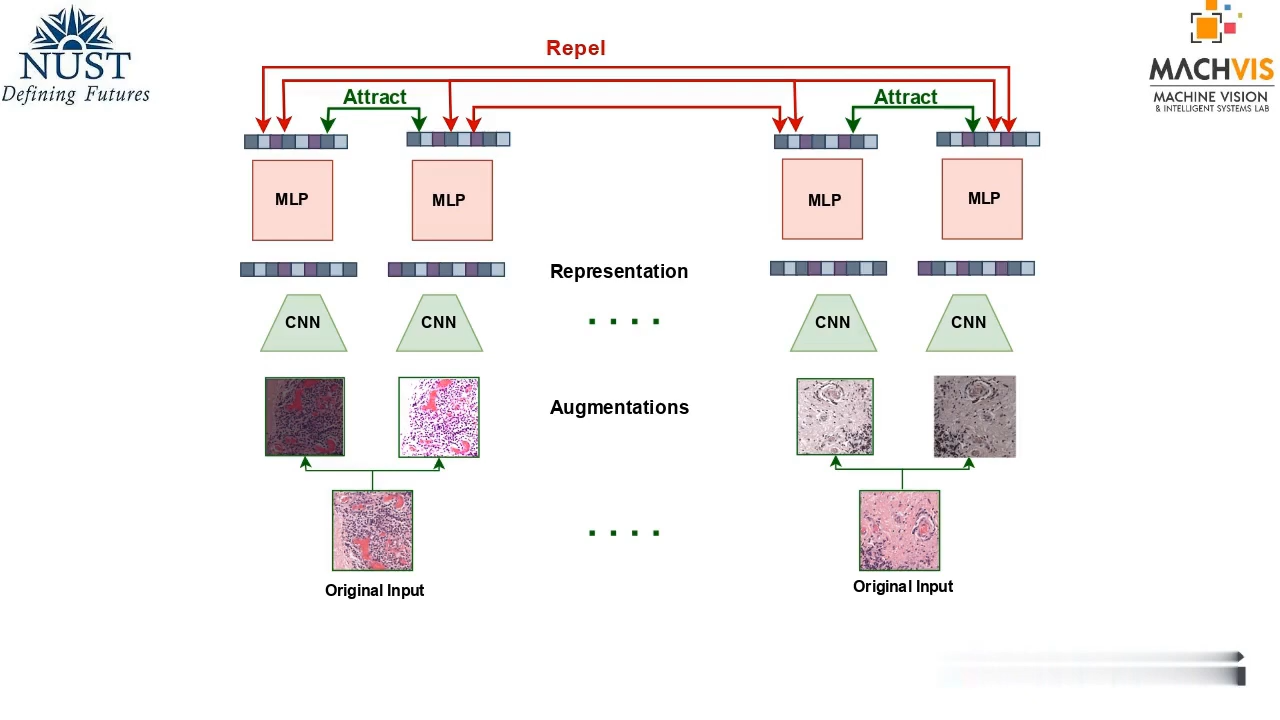 NUST
Defining Futures
MACHVIS
MACHINE VISION
& INTELLIGENT SYSTEMS LAB
Repel
Attract
Attract
MLP
MLP
MLP
MLP
Representation
CNN
CNN
CNN
CNN
Augmentations
Original Input
Original Input